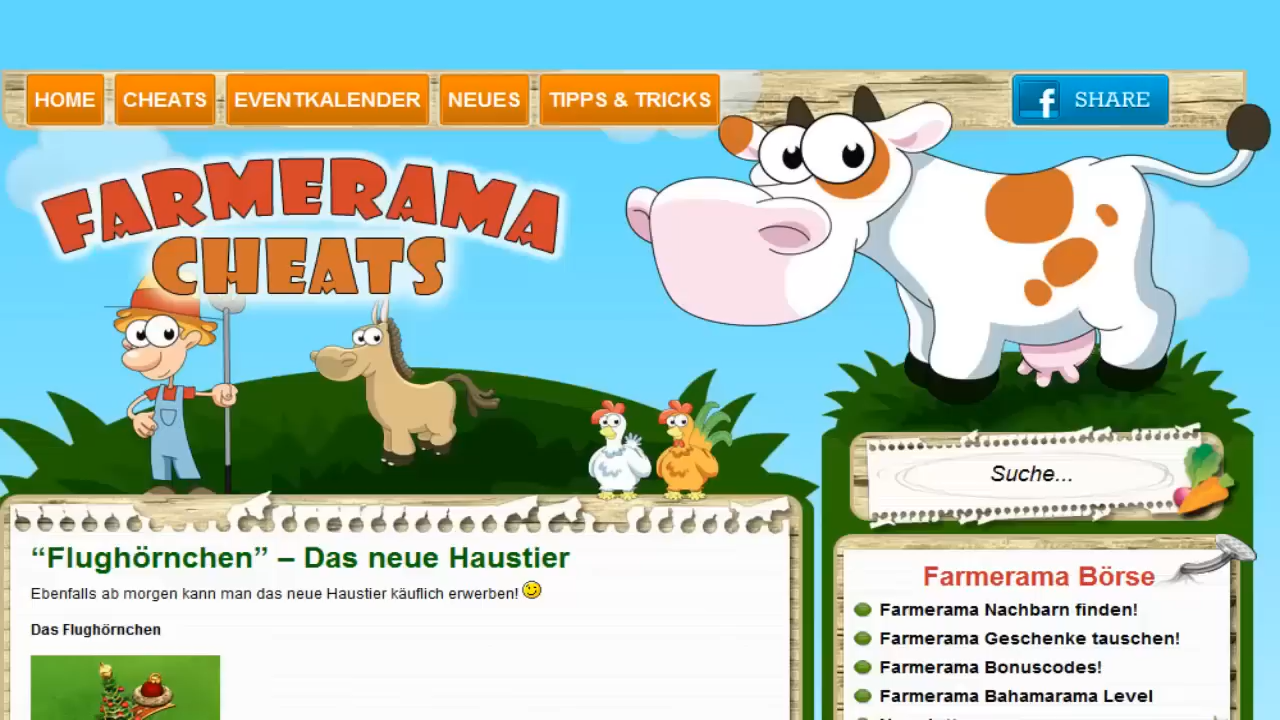 HOME
CHEATS
EVENTKALENDER
NEUES
TIPPS & TRICKS
f SHARE
FARMERAMA
CHEATS
Suche...
“Flughörnchen” – Das neue Haustier
Ebenfalls ab morgen kann man das neue Haustier käuflich erwerben!
Das Flughörnchen
Farmerama Börse
Farmerama Nachbarn finden!
Farmerama Geschenke tauschen!
Farmerama Bonuscodes!
Farmerama Bahamarama Level